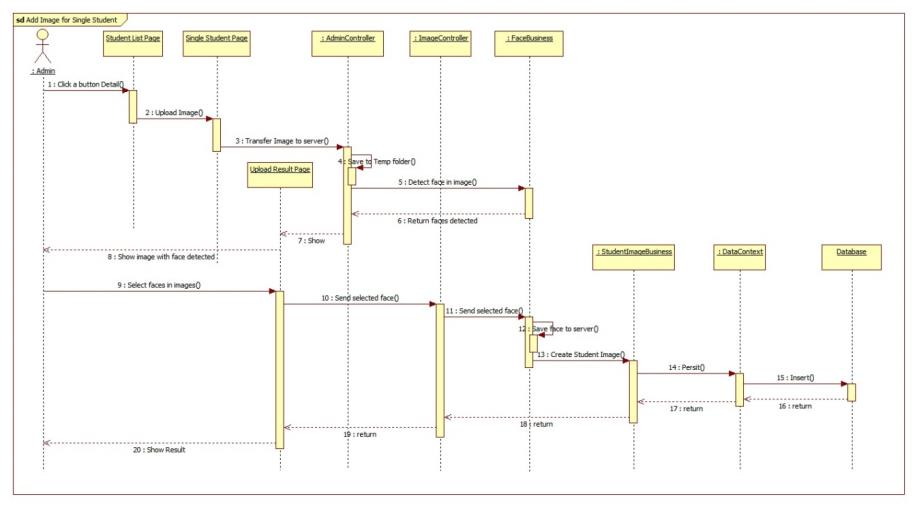 sd Add Image for Single Student
Student List Page
Single Student Page
: AdminController
: ImageController
: FaceBusiness
: Admin
1 : Click a button Detail()
2 : Upload Image()
3 : Transfer Image to server()
4 : Save to Temp folder()
Upload Result Page
5 : Detect face in image()
6 : Return faces detected
7 : Show
8 : Show image with face detected
: StudentImageBusiness
: DataContext
Database
9 : Select faces in images()
10 : Send selected face()
11 : Send selected face()
12 : Save face to server()
13 : Create Student Image()
14 : Persit()
15 : Insert()
16 : return
17 : return
18 : return
19 : return
20 : Show Result